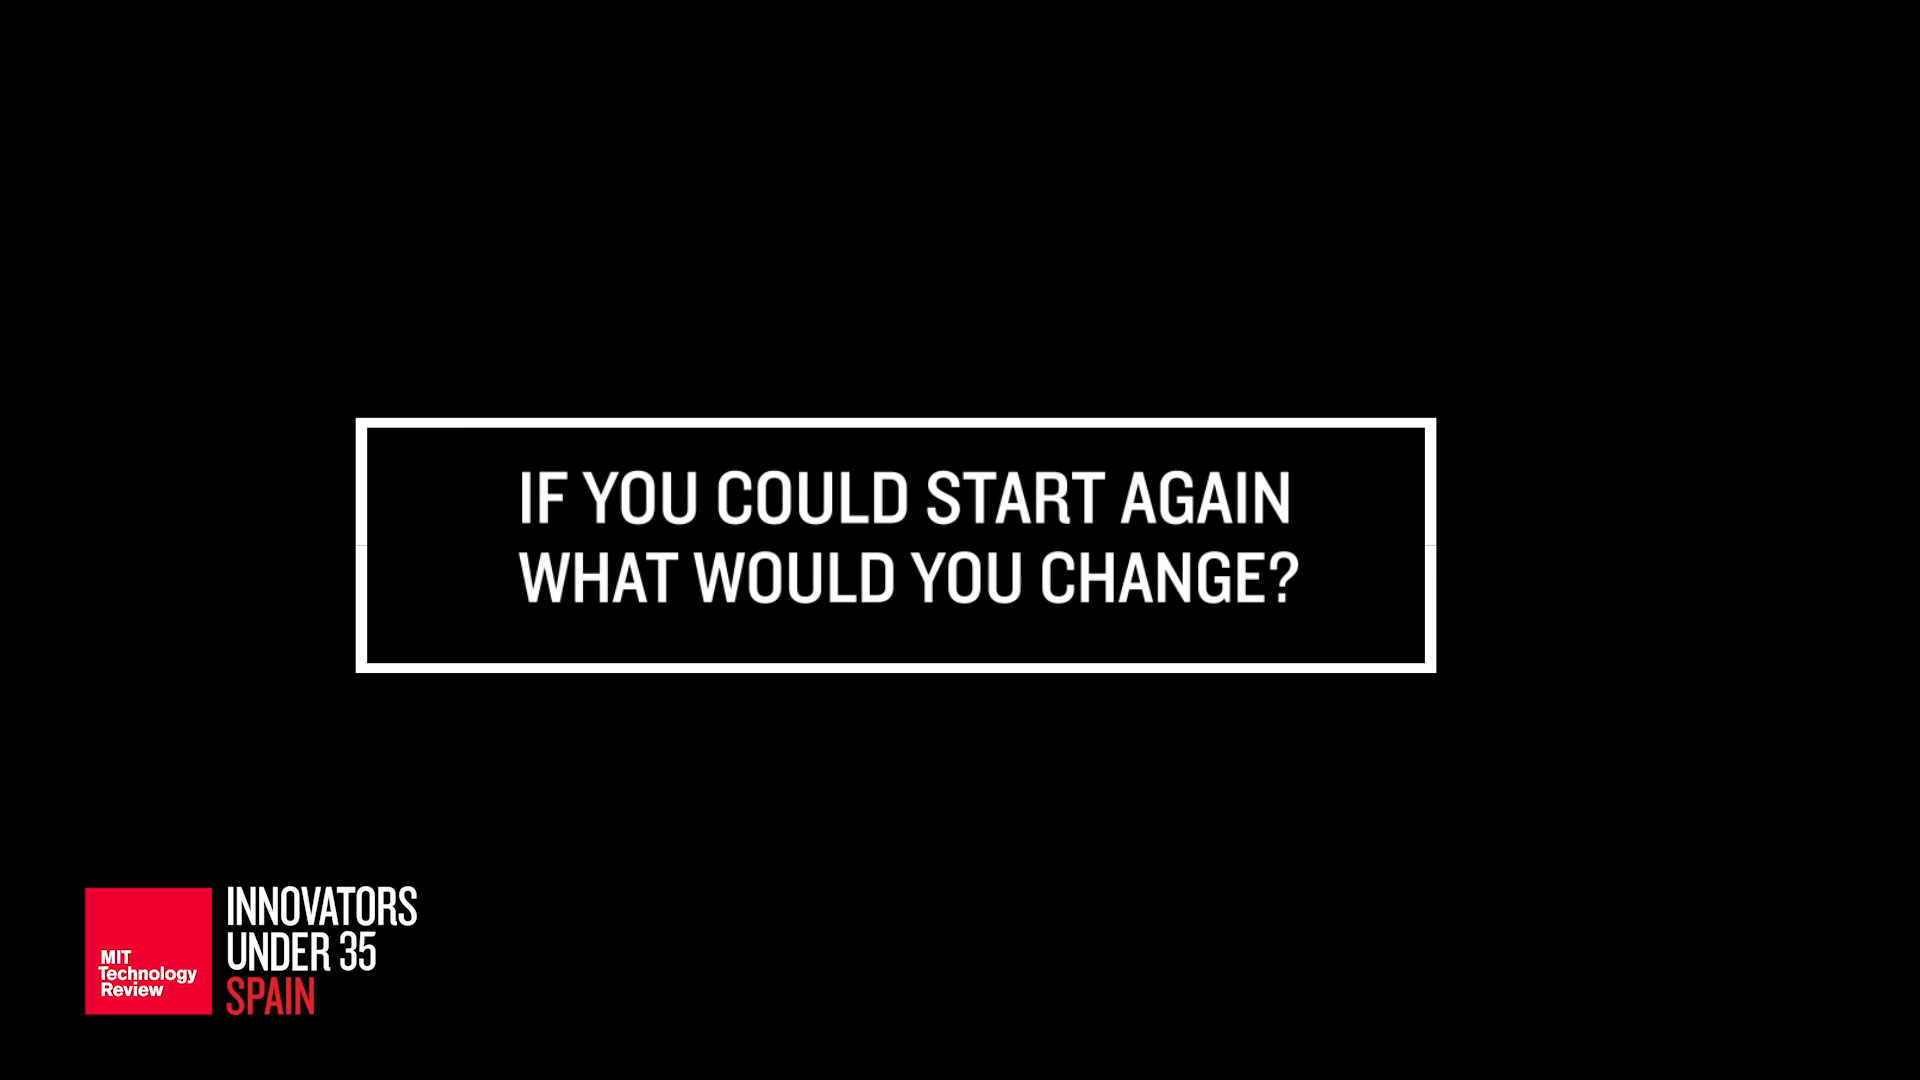 IF YOU COULD START AGAIN
WHAT WOULD YOU CHANGE?
MIT
Technology
Review
INNOVATORS
UNDER 35
SPAIN